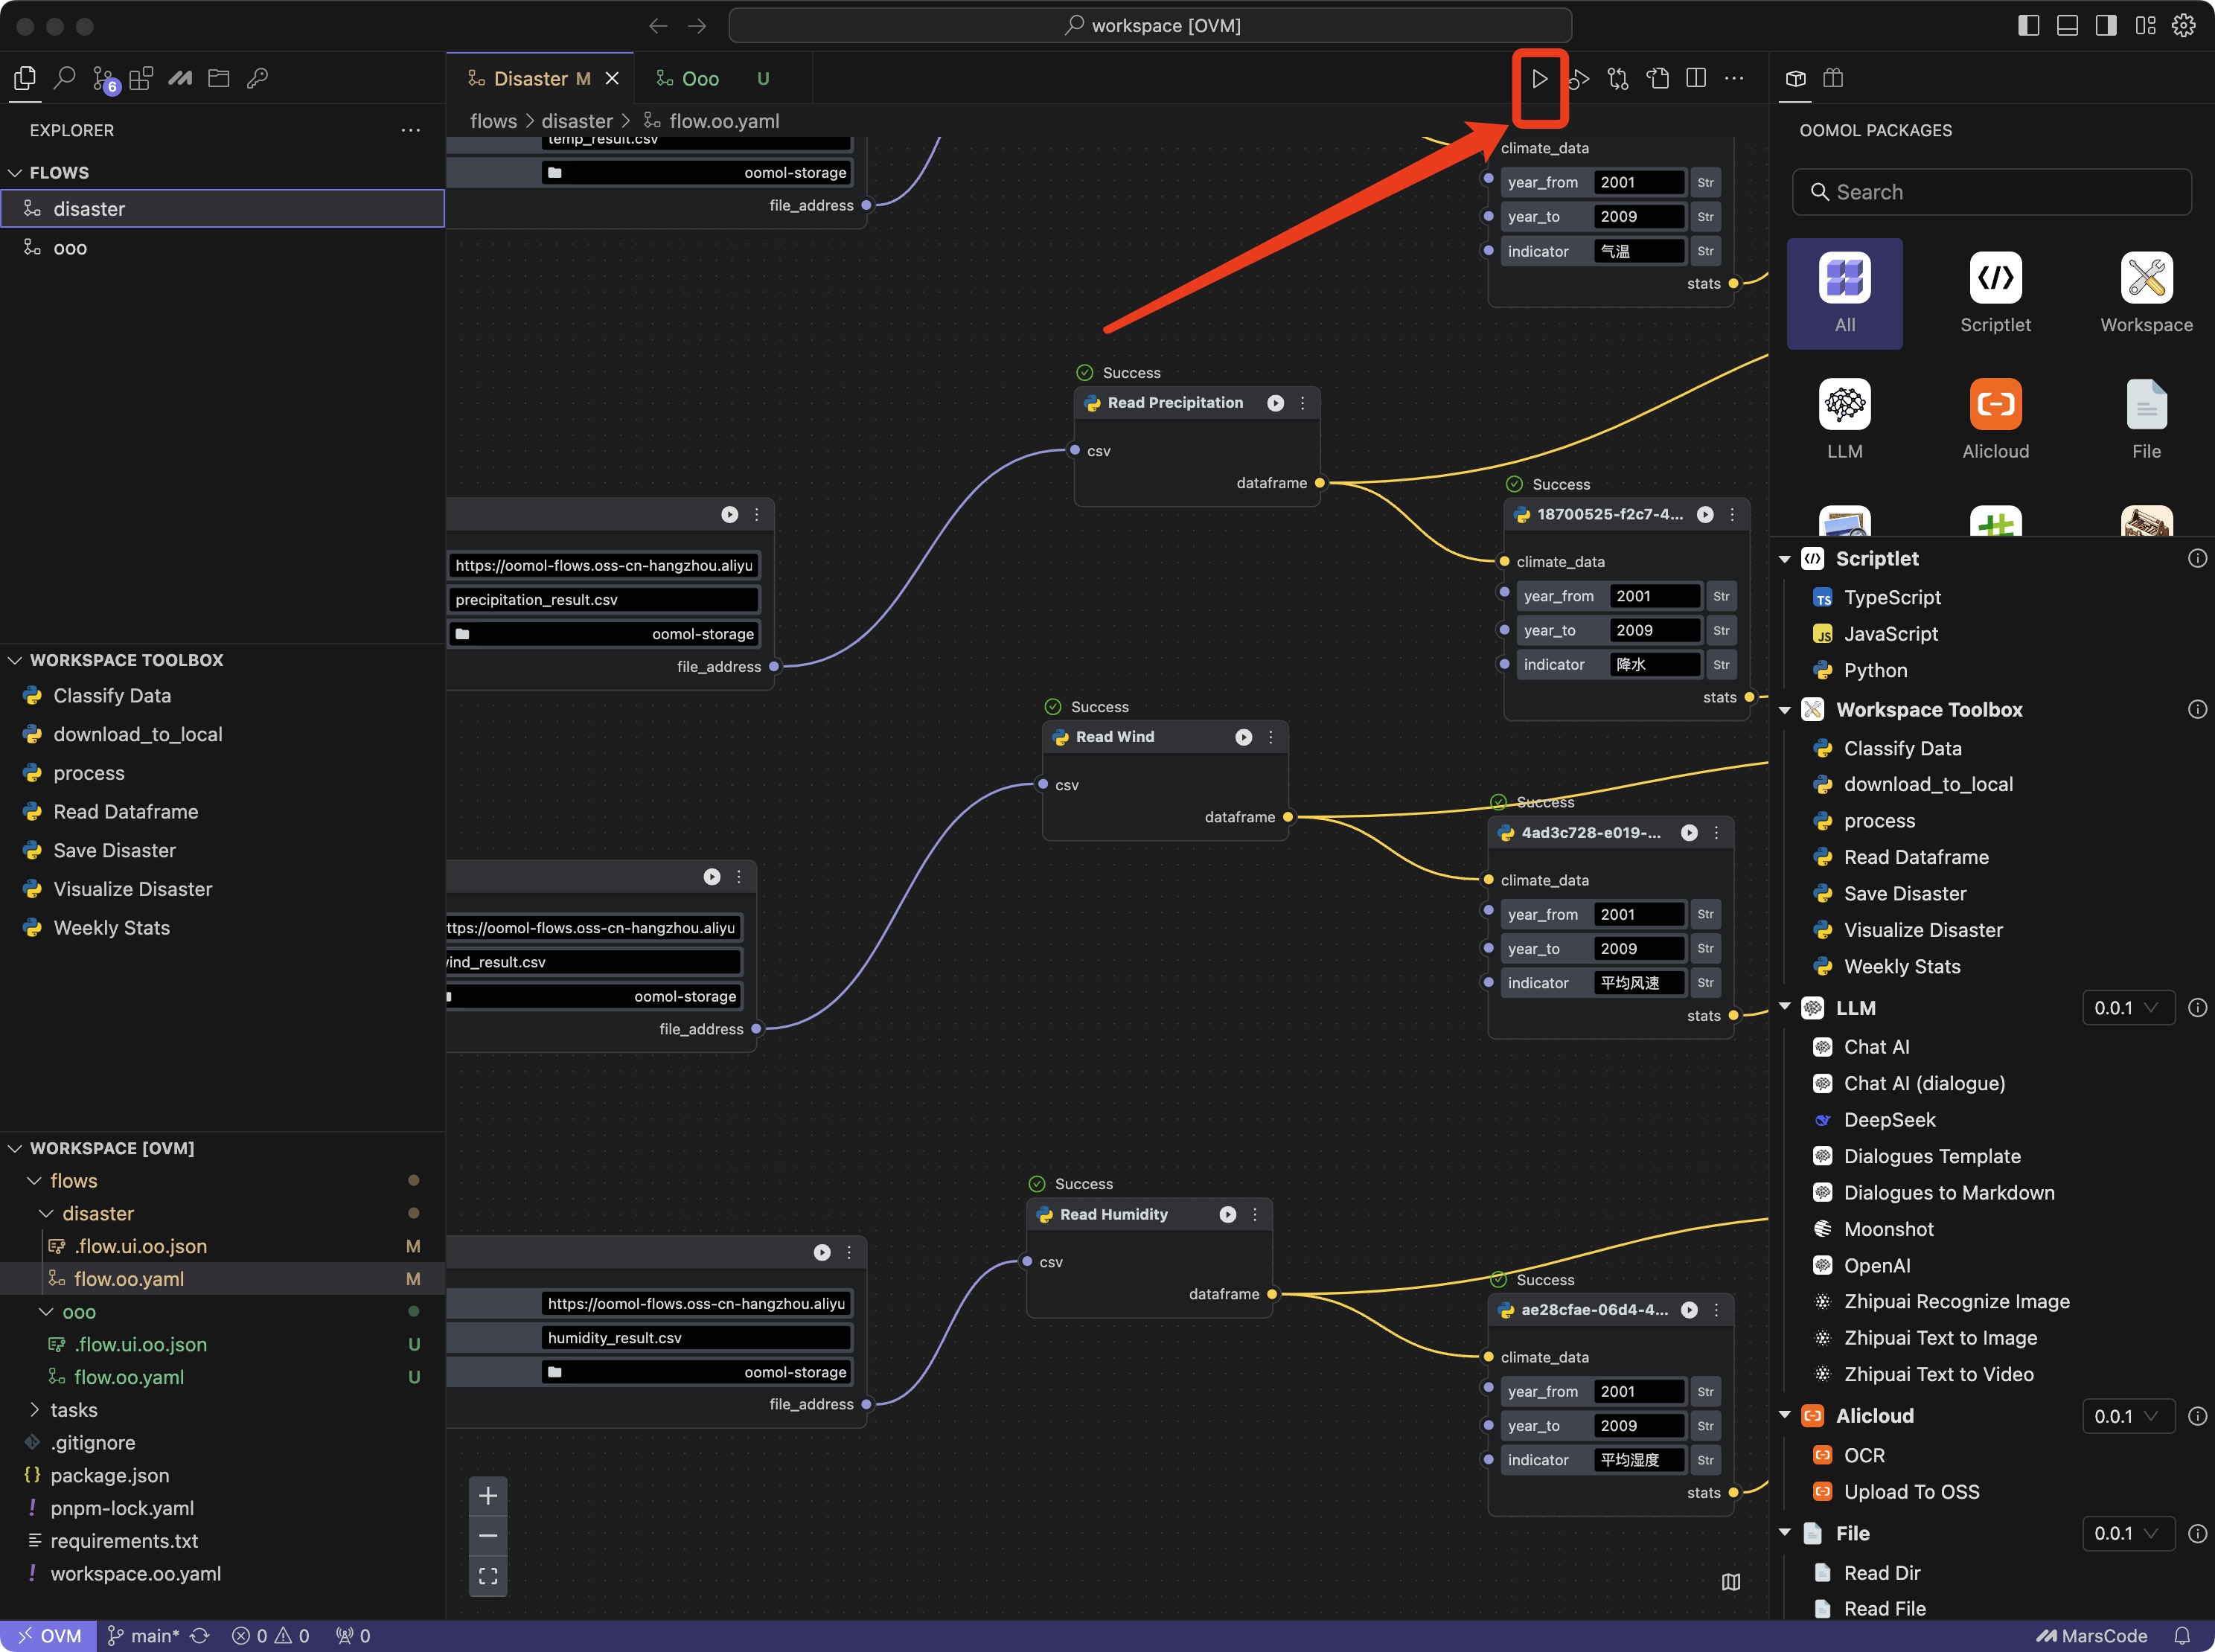 workspace [OVM]
6
EXPLORER
FLOWS
disaster
ooo
WORKSPACE TOOLBOX
Classify Data
download_to_local
process
Read Dataframe
Save Disaster
Visualize Disaster
Weekly Stats
WORKSPACE [OVM]
flows
disaster
.flow.ui.oo.json M
flow.oo.yaml M
ooo
.flow.ui.oo.json U
flow.oo.yaml U
tasks
.gitignore
package.json
pnpm-lock.yaml
requirements.txt
workspace.oo.yaml
Disaster M
Ooo U
flows > disaster > flow.oo.yaml
temp_result.csv
oomol-storage
file_address
climate_data
year_from 2001 Str
year_to 2009 Str
indicator 气温 Str
stats
Success
Read Precipitation
csv
dataframe
https://oomol-flows.oss-cn-hangzhou.aliyu
precipitation_result.csv
oomol-storage
file_address
Success
18700525-f2c7-4...
climate_data
year_from 2001 Str
year_to 2009 Str
indicator 降水 Str
stats
Success
Read Wind
csv
dataframe
ttps://oomol-flows.oss-cn-hangzhou.aliyu
ind_result.csv
oomol-storage
file_address
Success
4ad3c728-e019-...
climate_data
year_from 2001 Str
year_to 2009 Str
indicator 平均风速 Str
stats
Success
Read Humidity
csv
dataframe
https://oomol-flows.oss-cn-hangzhou.aliyu
humidity_result.csv
oomol-storage
file_address
Success
ae28cfae-06d4-4...
climate_data
year_from 2001 Str
year_to 2009 Str
indicator 平均湿度 Str
stats
OOMOL PACKAGES
Search
All
Scriptlet
Workspace
LLM
Alicloud
File
Scriptlet
TypeScript
JavaScript
Python
Workspace Toolbox
Classify Data
download_to_local
process
Read Dataframe
Save Disaster
Visualize Disaster
Weekly Stats
LLM 0.0.1
Chat AI
Chat AI (dialogue)
DeepSeek
Dialogues Template
Dialogues to Markdown
Moonshot
OpenAI
Zhipuai Recognize Image
Zhipuai Text to Image
Zhipuai Text to Video
Alicloud 0.0.1
OCR
Upload To OSS
File 0.0.1
Read Dir
Read File
OVM main* 0 0 0 MarsCode